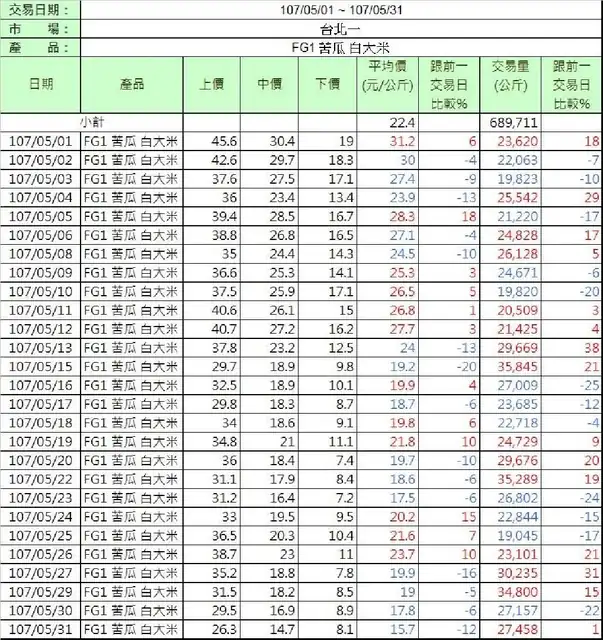 交易日期： 107/05/01 ~ 107/05/31
市 場： 台北一
產 品： FG1 苦瓜 白大米
日期 產品 上價 中價 下價 平均價 (元/公斤) 跟前一交易日比較% 交易量 (公斤) 跟前一交易日比較%
小計 22.4 689,711
107/05/01 FG1 苦瓜 白大米 45.6 30.4 19 31.2 6 23,620 18
107/05/02 FG1 苦瓜 白大米 42.6 29.7 18.3 30 -4 22,063 -7
107/05/03 FG1 苦瓜 白大米 37.6 27.5 17.1 27.4 -9 19,823 -10
107/05/04 FG1 苦瓜 白大米 36 23.4 13.4 23.9 -13 25,542 29
107/05/05 FG1 苦瓜 白大米 39.4 28.5 16.7 28.3 18 21,220 -17
107/05/06 FG1 苦瓜 白大米 38.8 26.8 16.5 27.1 -4 24,828 17
107/05/08 FG1 苦瓜 白大米 35 24.4 14.3 24.5 -10 26,128 5
107/05/09 FG1 苦瓜 白大米 36.6 25.3 14.1 25.3 3 24,671 -6
107/05/10 FG1 苦瓜 白大米 37.5 25.9 17.1 26.5 5 19,820 -20
107/05/11 FG1 苦瓜 白大米 40.6 26.1 15 26.8 1 20,509 3
107/05/12 FG1 苦瓜 白大米 40.7 27.2 16.2 27.7 3 21,425 4
107/05/13 FG1 苦瓜 白大米 37.8 23.2 12.5 24 -13 29,669 38
107/05/15 FG1 苦瓜 白大米 29.7 18.9 9.8 19.2 -20 35,845 21
107/05/16 FG1 苦瓜 白大米 32.5 18.9 10.1 19.9 4 27,009 -25
107/05/17 FG1 苦瓜 白大米 29.8 18.3 8.7 18.7 -6 23,685 -12
107/05/18 FG1 苦瓜 白大米 34 18.6 9.1 19.8 6 22,718 -4
107/05/19 FG1 苦瓜 白大米 34.8 21 11.1 21.8 10 24,729 9
107/05/20 FG1 苦瓜 白大米 36 18.4 7.4 19.7 -10 29,676 20
107/05/22 FG1 苦瓜 白大米 31.1 17.9 8.4 18.6 -6 35,289 19
107/05/23 FG1 苦瓜 白大米 31.2 16.4 7.2 17.5 -6 26,802 -24
107/05/24 FG1 苦瓜 白大米 33 19.5 9.5 20.2 15 22,844 -15
107/05/25 FG1 苦瓜 白大米 36.5 20.3 10.4 21.6 7 19,045 -17
107/05/26 FG1 苦瓜 白大米 38.7 23 11 23.7 10 23,101 21
107/05/27 FG1 苦瓜 白大米 35.2 18.8 7.8 19.9 -16 30,235 31
107/05/29 FG1 苦瓜 白大米 31.5 18.2 8.5 19 -5 34,800 15
107/05/30 FG1 苦瓜 白大米 29.5 16.9 8.9 17.8 -6 27,157 -22
107/05/31 FG1 苦瓜 白大米 26.3 14.7 8.1 15.7 -12 27,458 1